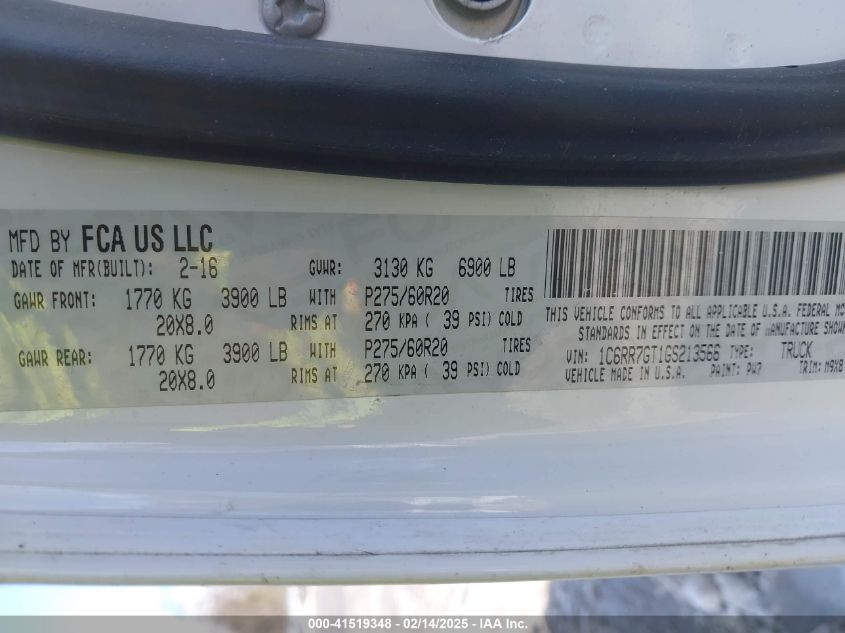 MFD BY FCA US LLC
DATE OF MFR(BUILT): 2-16 GVWR: 3130 KG 6900 LB
GAWR FRONT: 1770 KG 3900 LB WITH P275/60R20 TIRES
20X8.0 RIMS AT 270 KPA ( 39 PSI) COLD
GAWR REAR: 1770 KG 3900 LB WITH P275/60R20 TIRES
20X8.0 RIMS AT 270 KPA ( 39 PSI) COLD
THIS VEHICLE CONFORMS TO ALL APPLICABLE U.S.A. FEDERAL MO
STANDARDS IN EFFECT ON THE DATE OF MANUFACTURE SHOWN
VIN: 1C6RR7GT1GS213566 TYPE: TRUCK
VEHICLE MADE IN U.S.A. PAINT: PW7 TRIM: M9X8
000-41519348 - 02/14/2025 - IAA Inc.